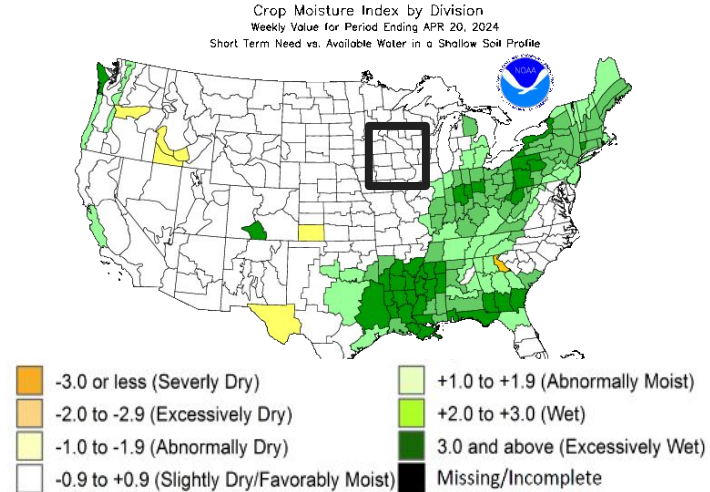 Crop Moisture Index by Division
Weekly Value for Period Ending APR 20, 2024
Short Term Need vs. Available Water in a Shallow Soil Profile
NOAA
-3.0 or less (Severly Dry)
-2.0 to -2.9 (Excessively Dry)
-1.0 to -1.9 (Abnormally Dry)
-0.9 to +0.9 (Slightly Dry/Favorably Moist)
+1.0 to +1.9 (Abnormally Moist)
+2.0 to +3.0 (Wet)
3.0 and above (Excessively Wet)
Missing/Incomplete